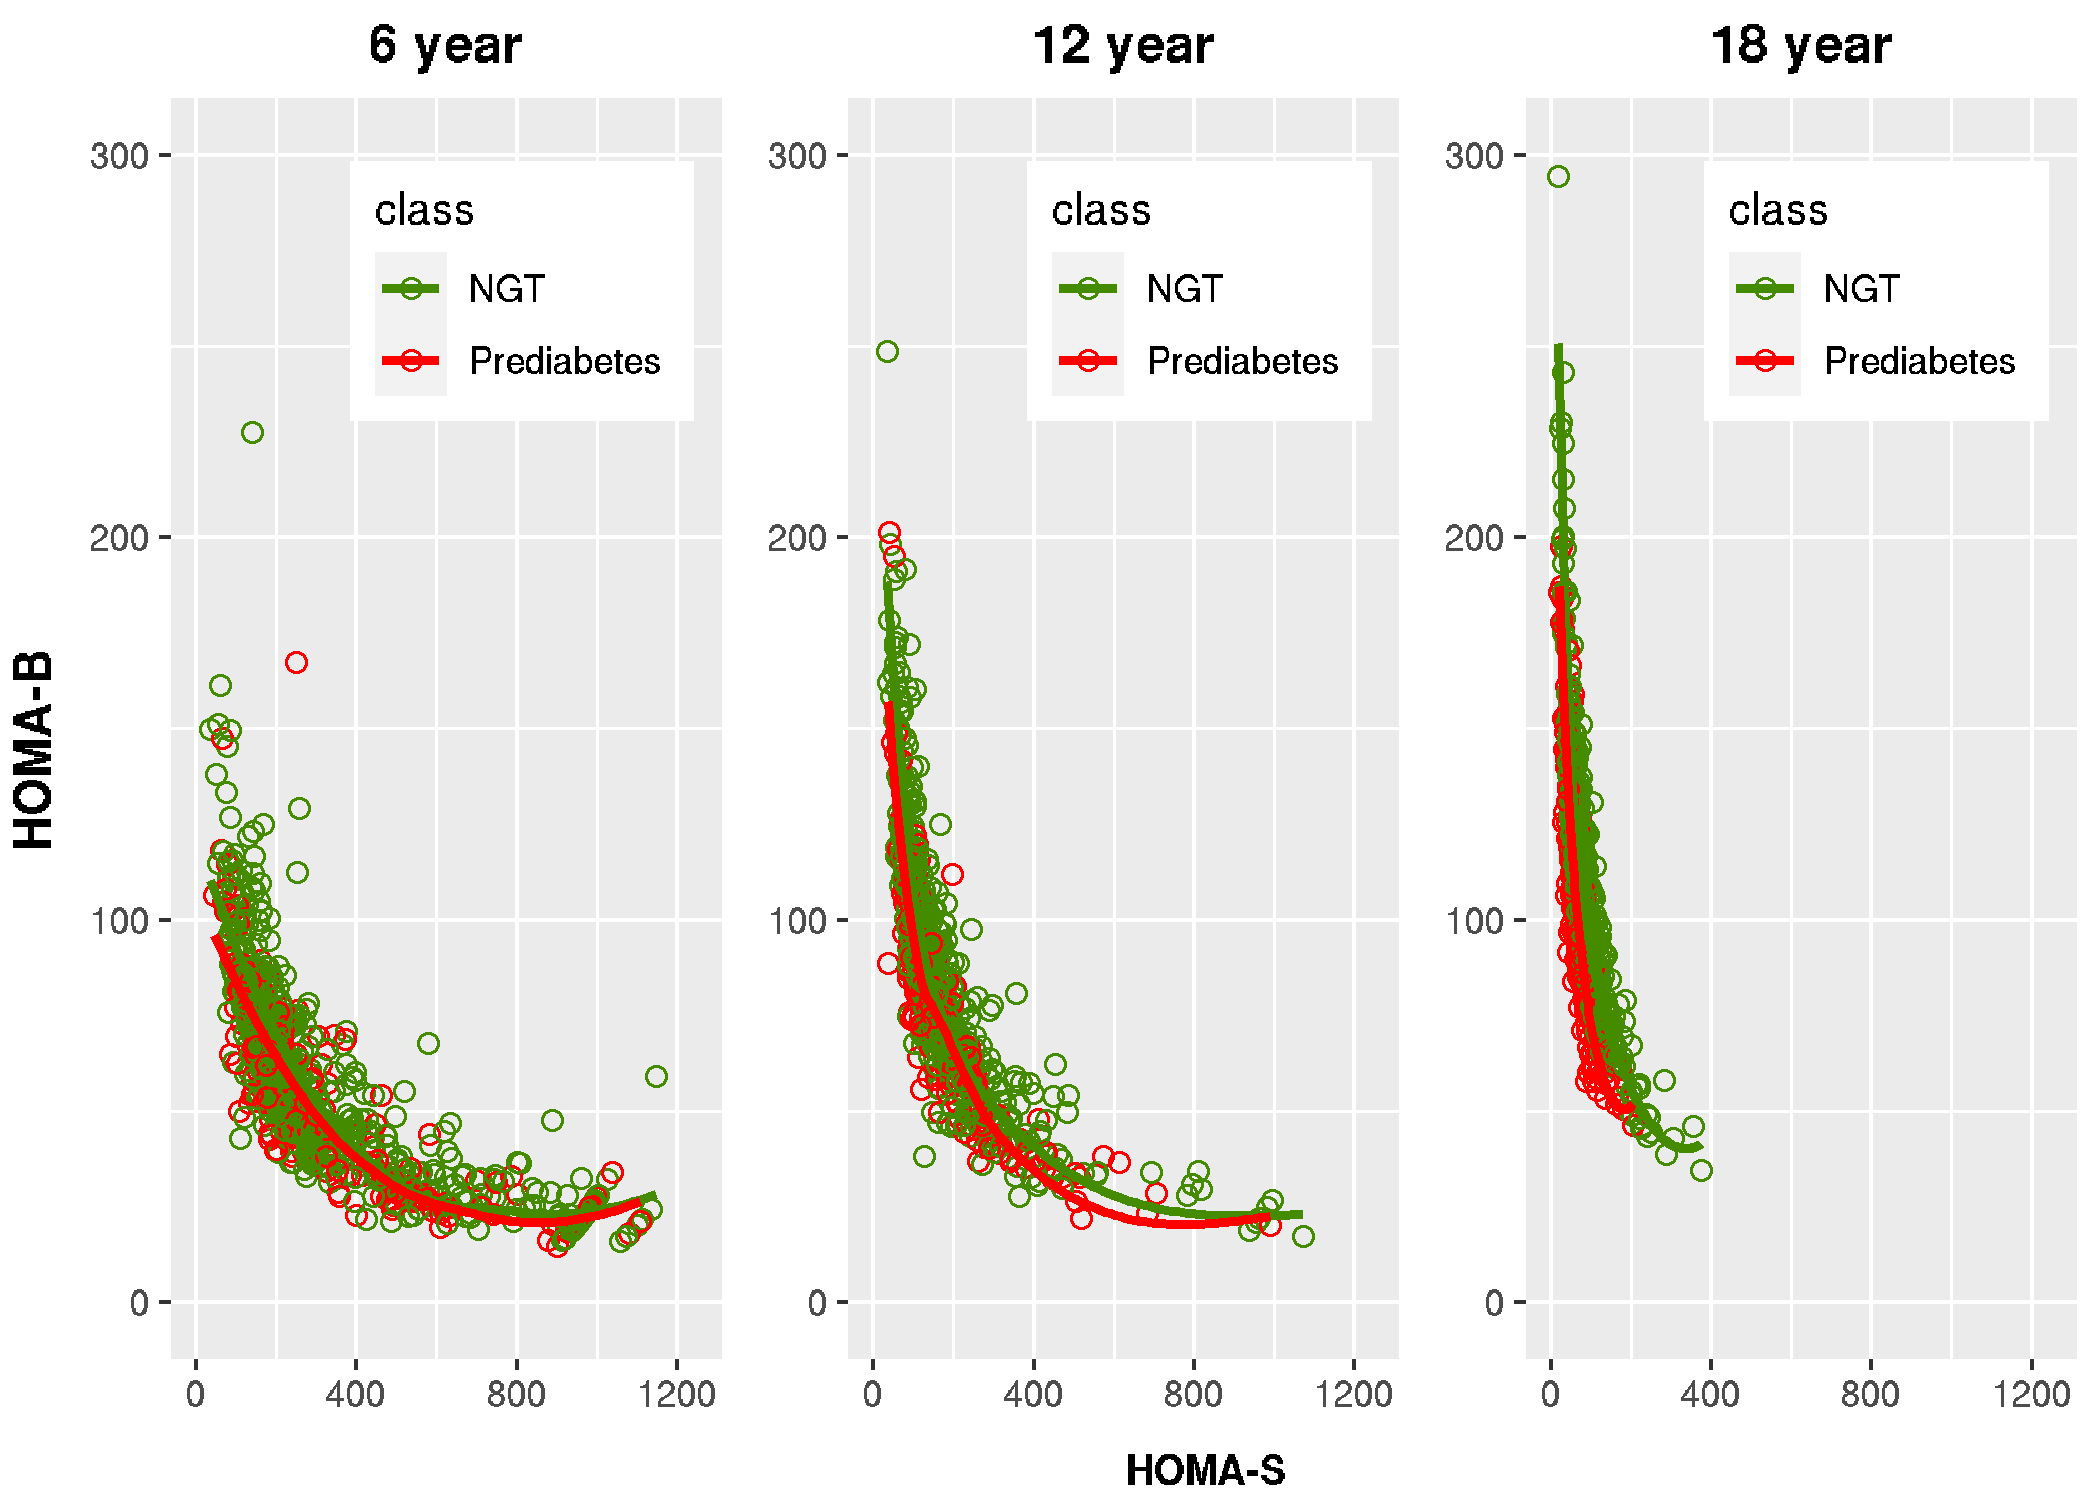 6 year 12 year 18 year
300 300 300
class class class
NGT NGT NGT
Prediabetes Prediabetes Prediabetes
200 200 200
HOMA-B
100 100 100
0 0 0
0 400 800 1200 0 400 800 1200 0 400 800 1200
HOMA-S